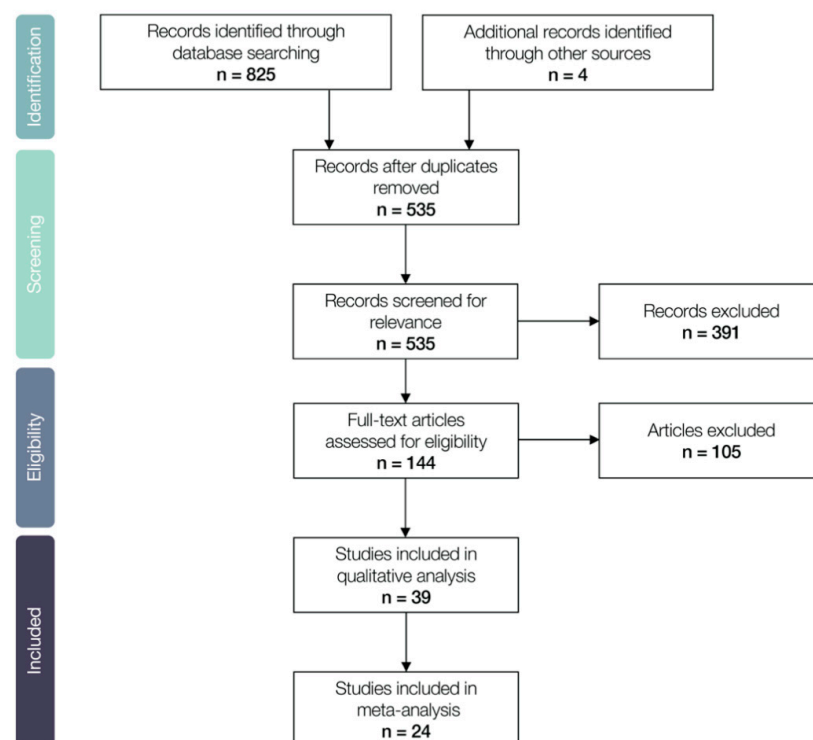 Identification
Records identified through
database searching
n = 825
Additional records identified
through other sources
n = 4
Screening
Records after duplicates
removed
n = 535
Records screened for
relevance
n = 535
Records excluded
n = 391
Eligibility
Full-text articles
assessed for eligibility
n = 144
Articles excluded
n = 105
Included
Studies included in
qualitative analysis
n = 39
Studies included in
meta-analysis
n = 24